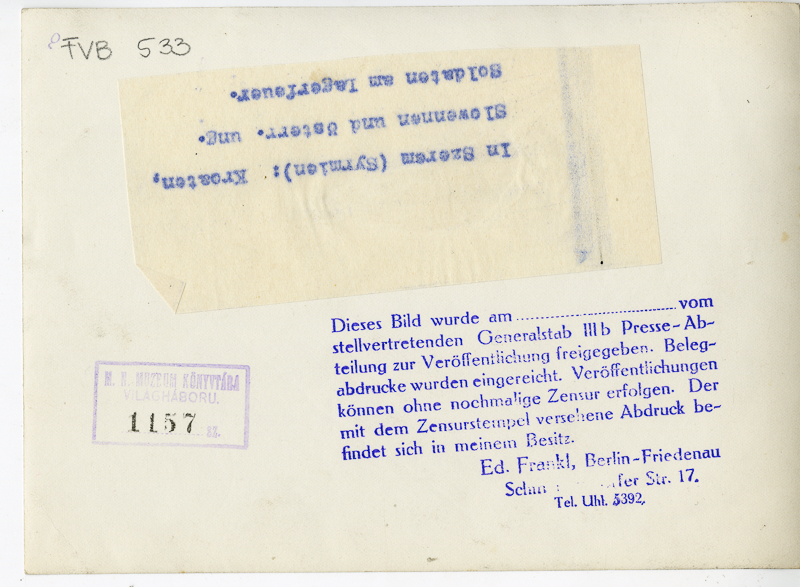 FVB 533
In Szerem (Syrmien): Kroaten,
Slowennen und österr. ung.
Soldaten am Lagerfeuer.
Dieses Bild wurde am .............................. vom
stellvertretenden Generalstab III b Presse-Ab-
teilung zur Veröffentlichung freigegeben. Beleg-
abdrucke wurden eingereicht. Veröffentlichungen
können ohne nochmalige Zensur erfolgen. Der
mit dem Zensurstempel versehene Abdruck be-
findet sich in meinem Besitz.
Ed. Frankl, Berlin-Friedenau
Str. 17.
Tel. Uhl. 5392.
M. N. MUZEUM KÖNYVTÁRA
VILÁGHÁBORU.
1157